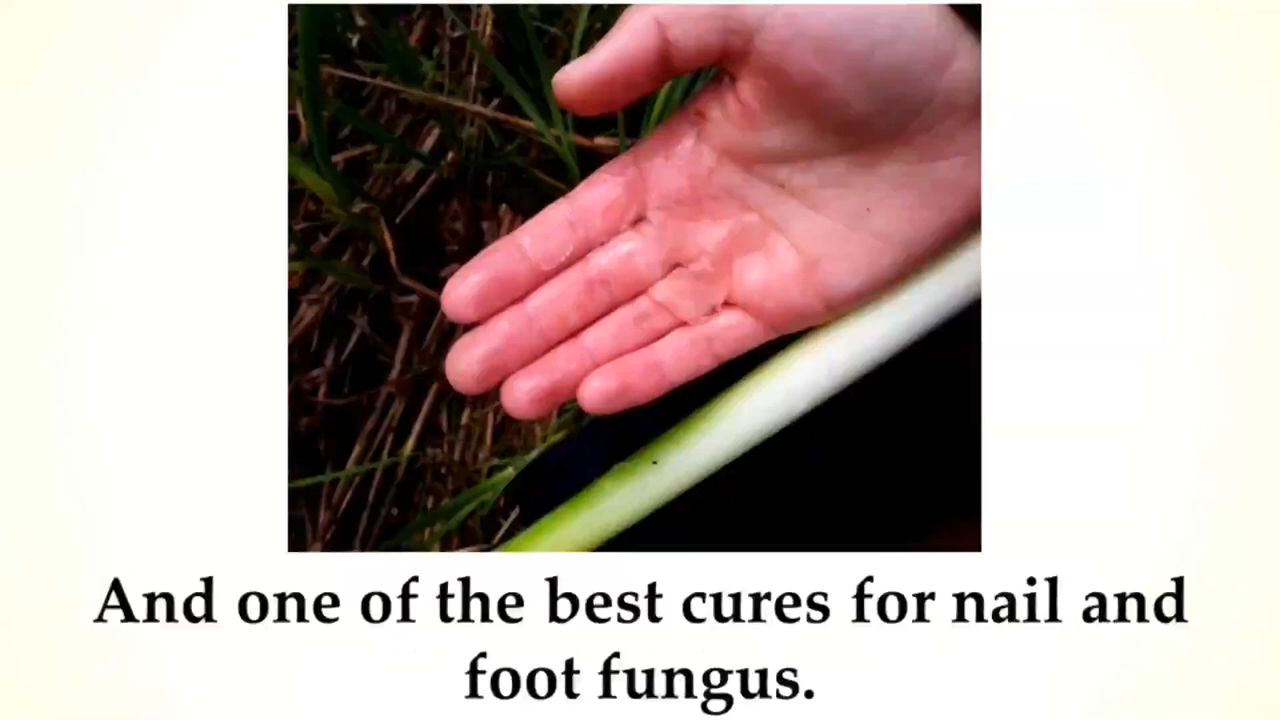 And one of the best cures for nail and
foot fungus.